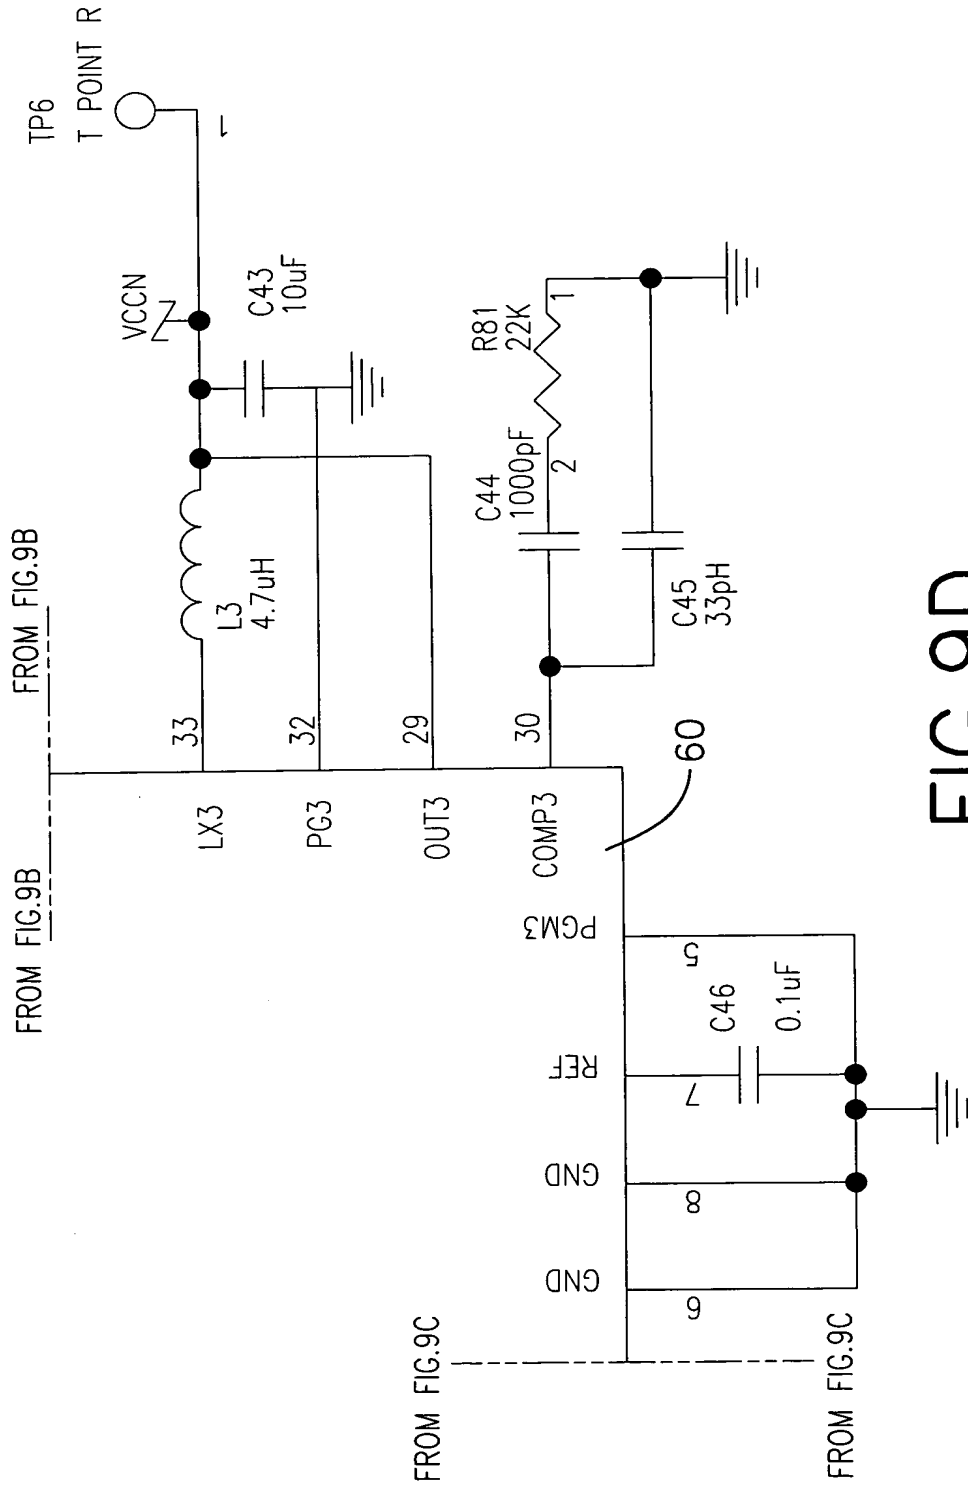 TP6
T POINT R
1
VCCN
C43
10uF
FROM FIG.9B
FROM FIG.9B
L3
4.7uH
33
32
29
30
LX3
PG3
OUT3
COMP3
R81
22K
1
2
C44
1000pF
C45
33pH
60
PGM3
REF
GND
GND
5
7
8
6
C46
0.1uF
FROM FIG.9C
FROM FIG.9C
FIG.9D